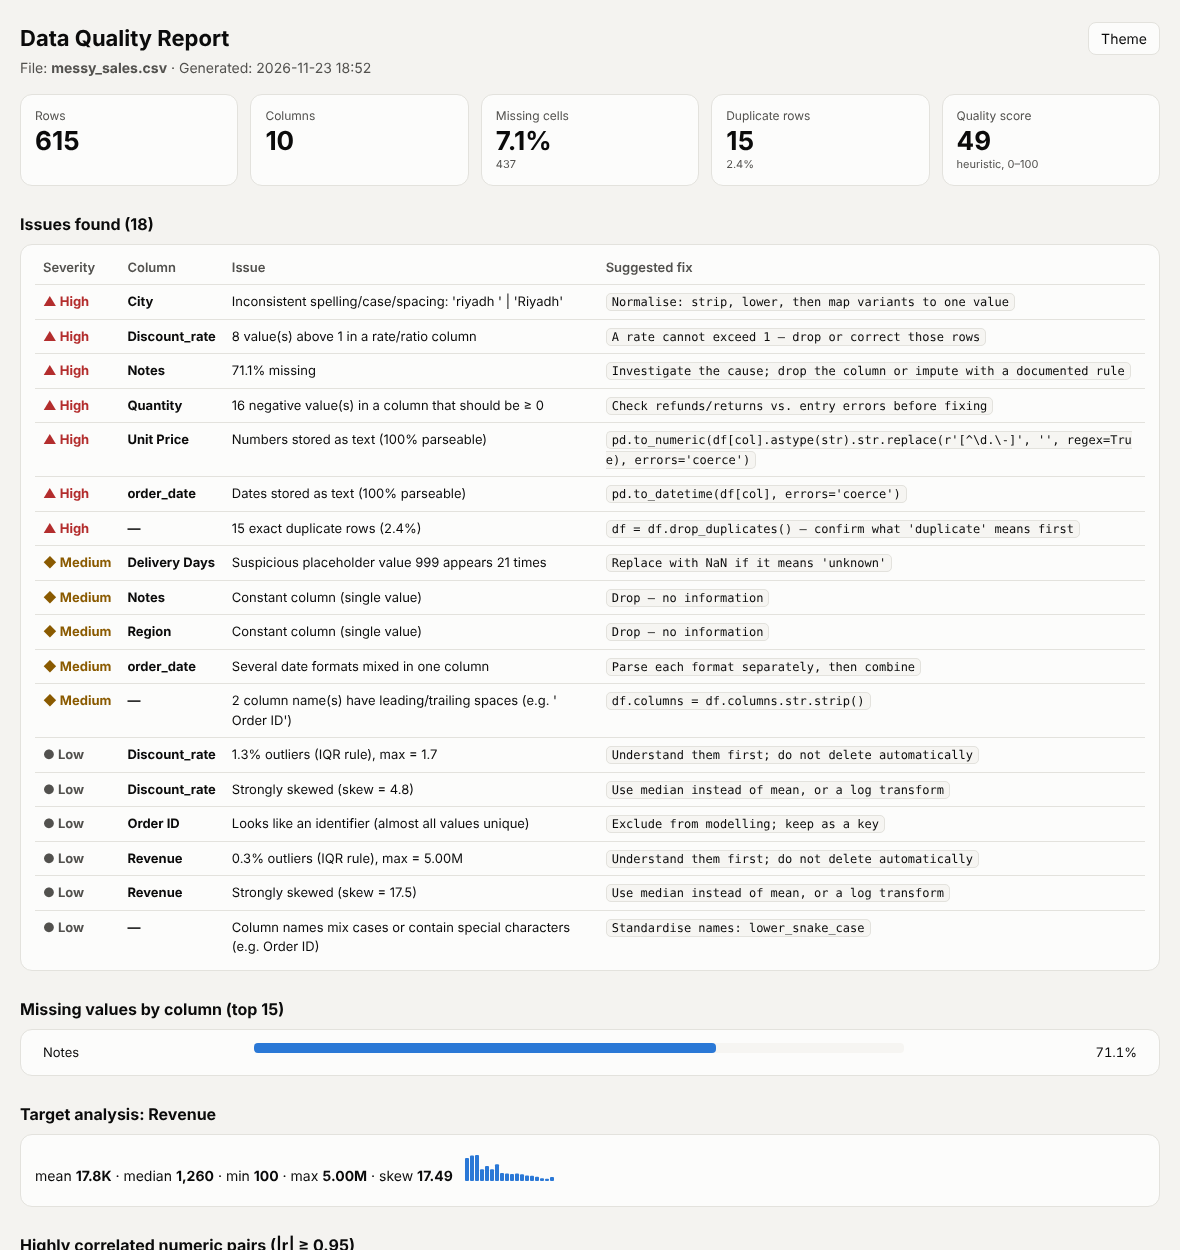 Data Quality Report
Theme
File: messy_sales.csv · Generated: 2026-11-23 18:52
Rows
615
Columns
10
Missing cells
7.1%
437
Duplicate rows
15
2.4%
Quality score
49
heuristic, 0–100
Issues found (18)
Severity Column Issue Suggested fix
▲ High City Inconsistent spelling/case/spacing: 'riyadh ' | 'Riyadh' Normalise: strip, lower, then map variants to one value
▲ High Discount_rate 8 value(s) above 1 in a rate/ratio column A rate cannot exceed 1 — drop or correct those rows
▲ High Notes 71.1% missing Investigate the cause; drop the column or impute with a documented rule
▲ High Quantity 16 negative value(s) in a column that should be ≥ 0 Check refunds/returns vs. entry errors before fixing
▲ High Unit Price Numbers stored as text (100% parseable) pd.to_numeric(df[col].astype(str).str.replace(r'[^\d.\-]', '', regex=Tru
e), errors='coerce')
▲ High order_date Dates stored as text (100% parseable) pd.to_datetime(df[col], errors='coerce')
▲ High — 15 exact duplicate rows (2.4%) df = df.drop_duplicates() — confirm what 'duplicate' means first
◆ Medium Delivery Days Suspicious placeholder value 999 appears 21 times Replace with NaN if it means 'unknown'
◆ Medium Notes Constant column (single value) Drop — no information
◆ Medium Region Constant column (single value) Drop — no information
◆ Medium order_date Several date formats mixed in one column Parse each format separately, then combine
◆ Medium — 2 column name(s) have leading/trailing spaces (e.g. ' df.columns = df.columns.str.strip()
Order ID')
● Low Discount_rate 1.3% outliers (IQR rule), max = 1.7 Understand them first; do not delete automatically
● Low Discount_rate Strongly skewed (skew = 4.8) Use median instead of mean, or a log transform
● Low Order ID Looks like an identifier (almost all values unique) Exclude from modelling; keep as a key
● Low Revenue 0.3% outliers (IQR rule), max = 5.00M Understand them first; do not delete automatically
● Low Revenue Strongly skewed (skew = 17.5) Use median instead of mean, or a log transform
● Low — Column names mix cases or contain special characters Standardise names: lower_snake_case
(e.g. Order ID)
Missing values by column (top 15)
Notes 71.1%
Target analysis: Revenue
mean 17.8K · median 1,260 · min 100 · max 5.00M · skew 17.49
Highly correlated numeric pairs (|r| ≥ 0.95)